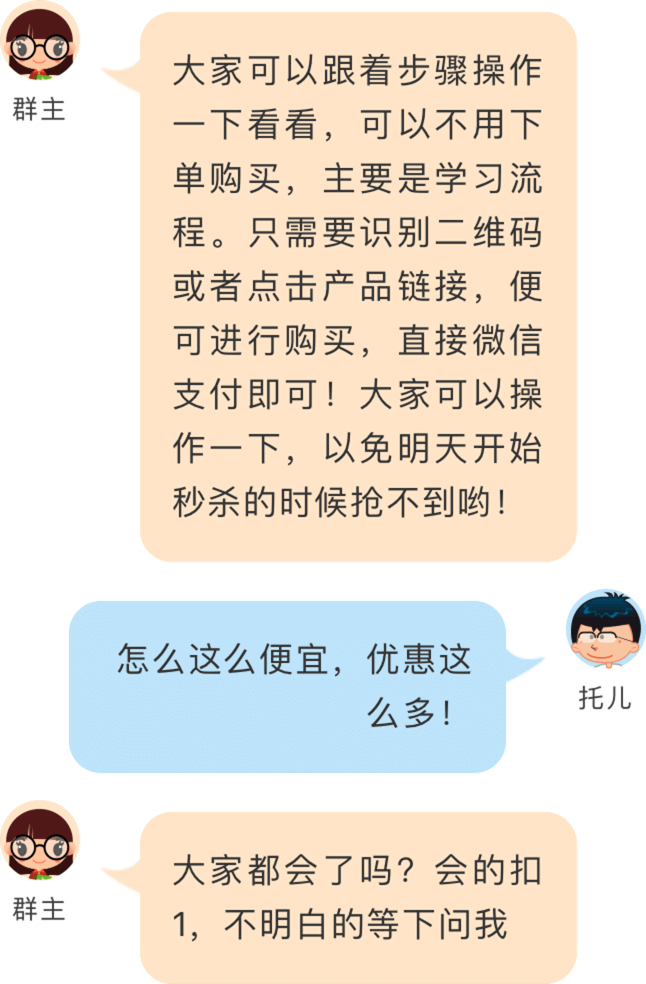 群主
大家可以跟着步骤操作
一下看看，可以不用下
单购买，主要是学习流
程。只需要识别二维码
或者点击产品链接，便
可进行购买，直接微信
支付即可！大家可以操
作一下，以免明天开始
秒杀的时候抢不到哟！
怎么这么便宜，优惠这
么多！
托儿
群主
大家都会了吗？会的扣
1，不明白的等下问我